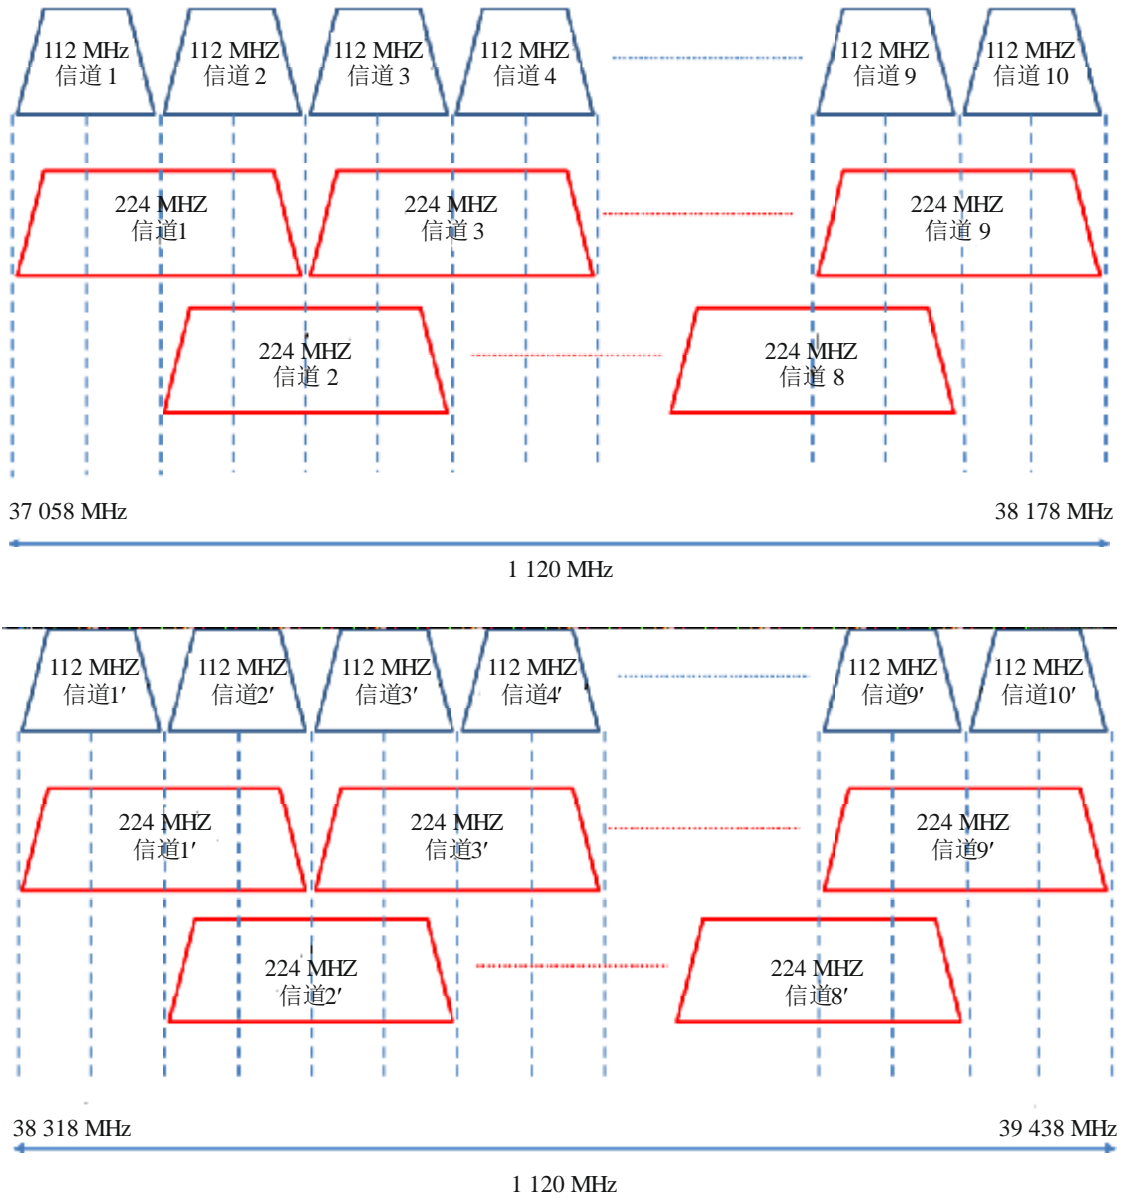 112 MHz
信道 1
112 MHZ
信道 2
112 MHZ
信道 3
112 MHZ
信道 4
112 MHZ
信道 9
112 MHZ
信道 10
224 MHZ
信道1
224 MHZ
信道 3
224 MHZ
信道 9
224 MHZ
信道 2
224 MHZ
信道 8
37 058 MHz
38 178 MHz
1 120 MHz
112 MHZ
信道1′
112 MHZ
信道2′
112 MHZ
信道3′
112 MHZ
信道4′
112 MHZ
信道9′
112 MHZ
信道10′
224 MHZ
信道1′
224 MHZ
信道3′
224 MHZ
信道9′
224 MHZ
信道2′
224 MHZ
信道8′
38 318 MHz
39 438 MHz
1 120 MHz